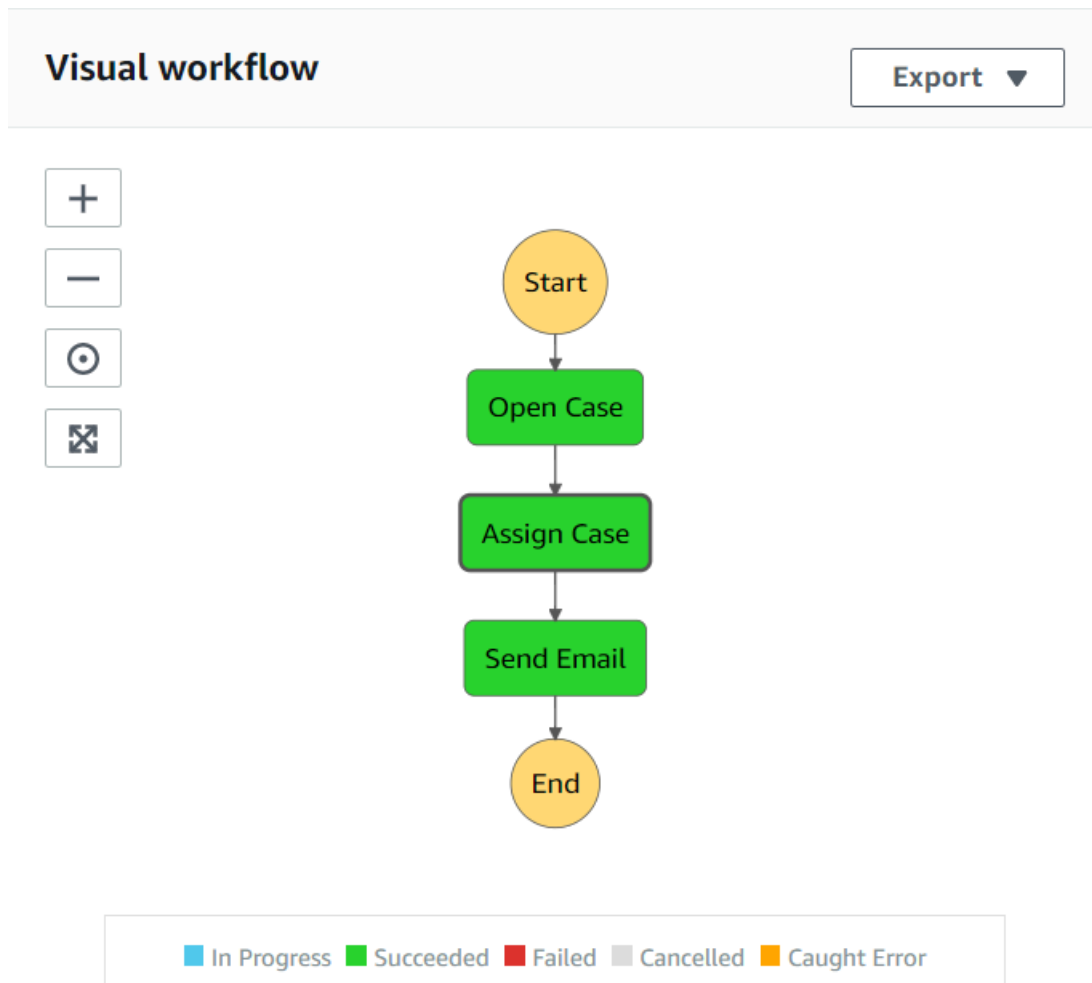 Visual workflow
Export
Start
Open Case
Assign Case
Send Email
End
In Progress Succeeded Failed Cancelled Caught Error